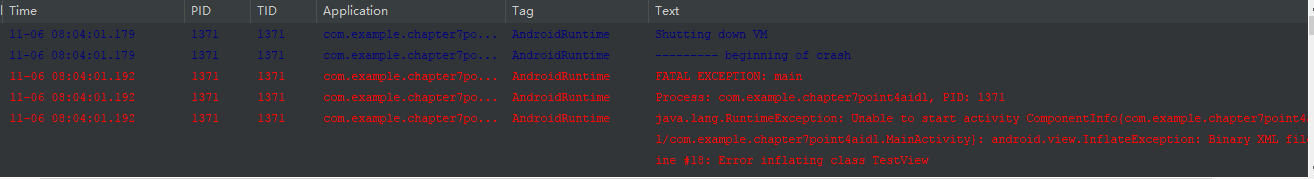 Time PID TID Application Tag Text
11-06 08:04:01.179 1371 1371 com.example.chapter7po... AndroidRuntime Shutting down VM
11-06 08:04:01.179 1371 1371 com.example.chapter7po... AndroidRuntime --------- beginning of crash
11-06 08:04:01.192 1371 1371 com.example.chapter7po... AndroidRuntime FATAL EXCEPTION: main
11-06 08:04:01.192 1371 1371 com.example.chapter7po... AndroidRuntime Process: com.example.chapter7point4aidl, PID: 1371
11-06 08:04:01.192 1371 1371 com.example.chapter7po... AndroidRuntime java.lang.RuntimeException: Unable to start activity ComponentInfo{com.example.chapter7point4
l/com.example.chapter7point4aidl.MainActivity}: android.view.InflateException: Binary XML fil
ine #18: Error inflating class TestView